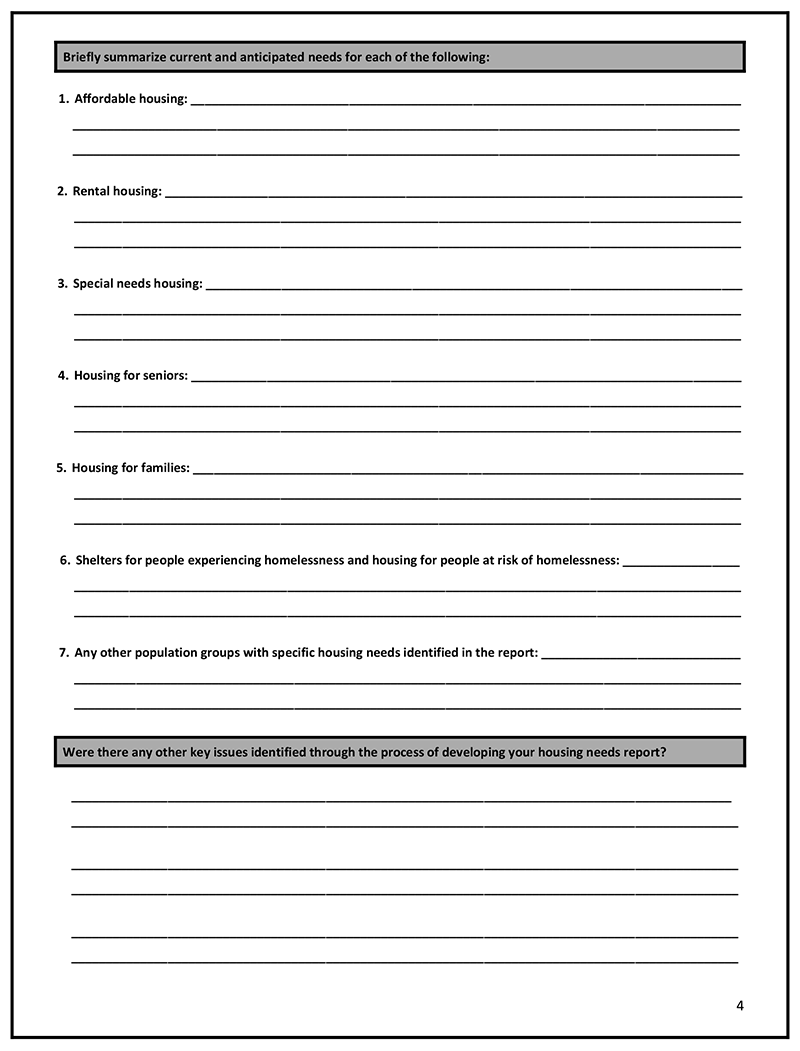 Briefly summarize current and anticipated needs for each of the following:
1. Affordable housing:
2. Rental housing:
3. Special needs housing:
4. Housing for seniors:
5. Housing for families:
6. Shelters for people experiencing homelessness and housing for people at risk of homelessness:
7. Any other population groups with specific housing needs identified in the report:
Were there any other key issues identified through the process of developing your housing needs report?
4